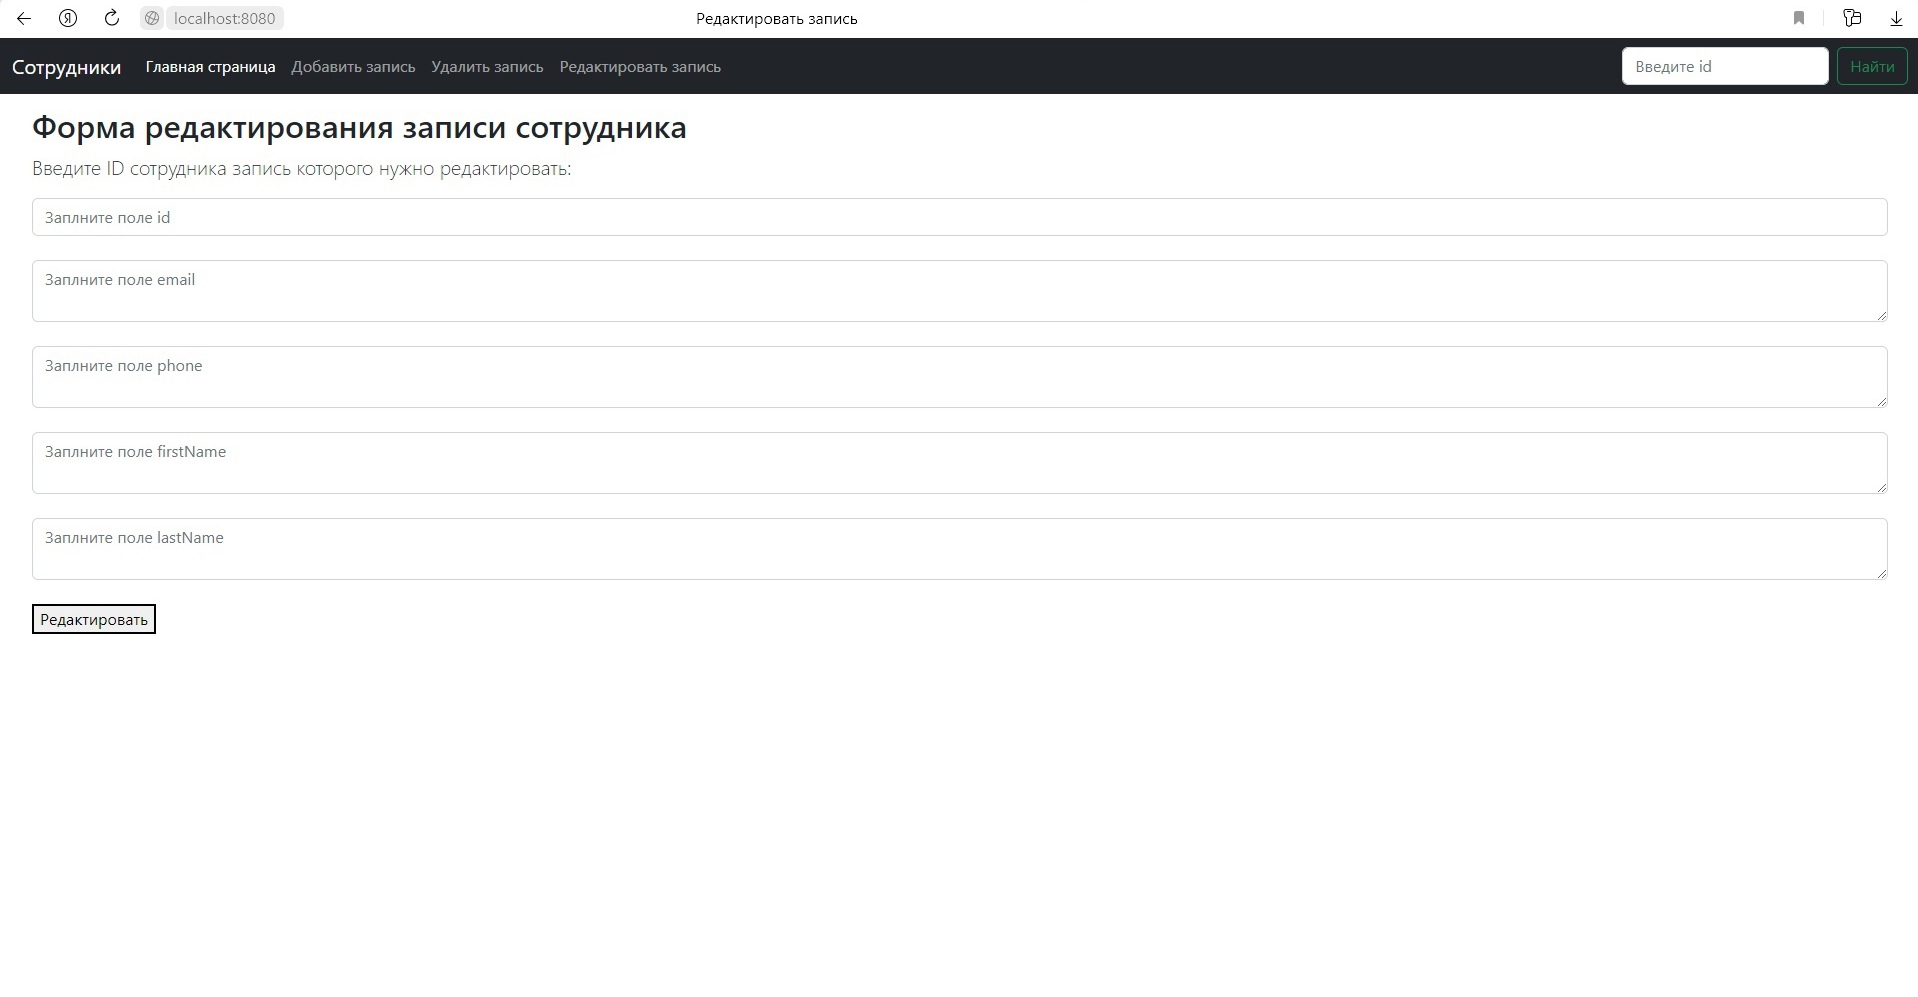 localhost:8080
Редактировать запись
Сотрудники Главная страница Добавить запись Удалить запись Редактировать запись Введите id Найти
Форма редактирования записи сотрудника
Введите ID сотрудника запись которого нужно редактировать:
Заплните поле id
Заплните поле email
Заплните поле phone
Заплните поле firstName
Заплните поле lastName
Редактировать